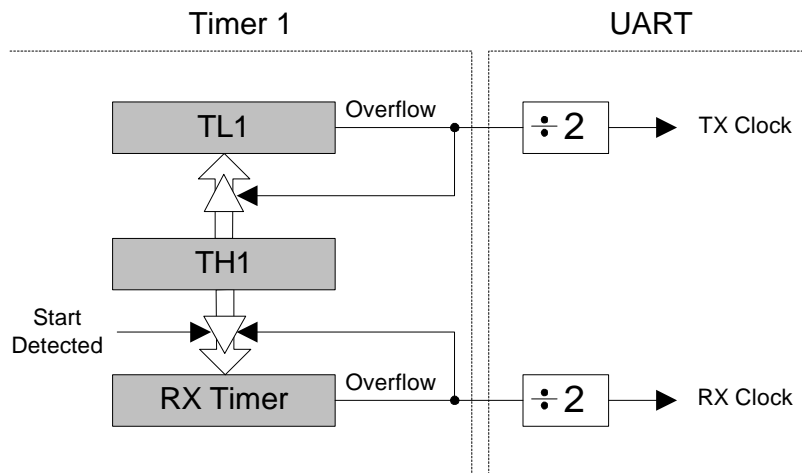 Timer 1
UART
TL1
Overflow
÷ 2
TX Clock
TH1
Start
Detected
RX Timer
Overflow
÷ 2
RX Clock